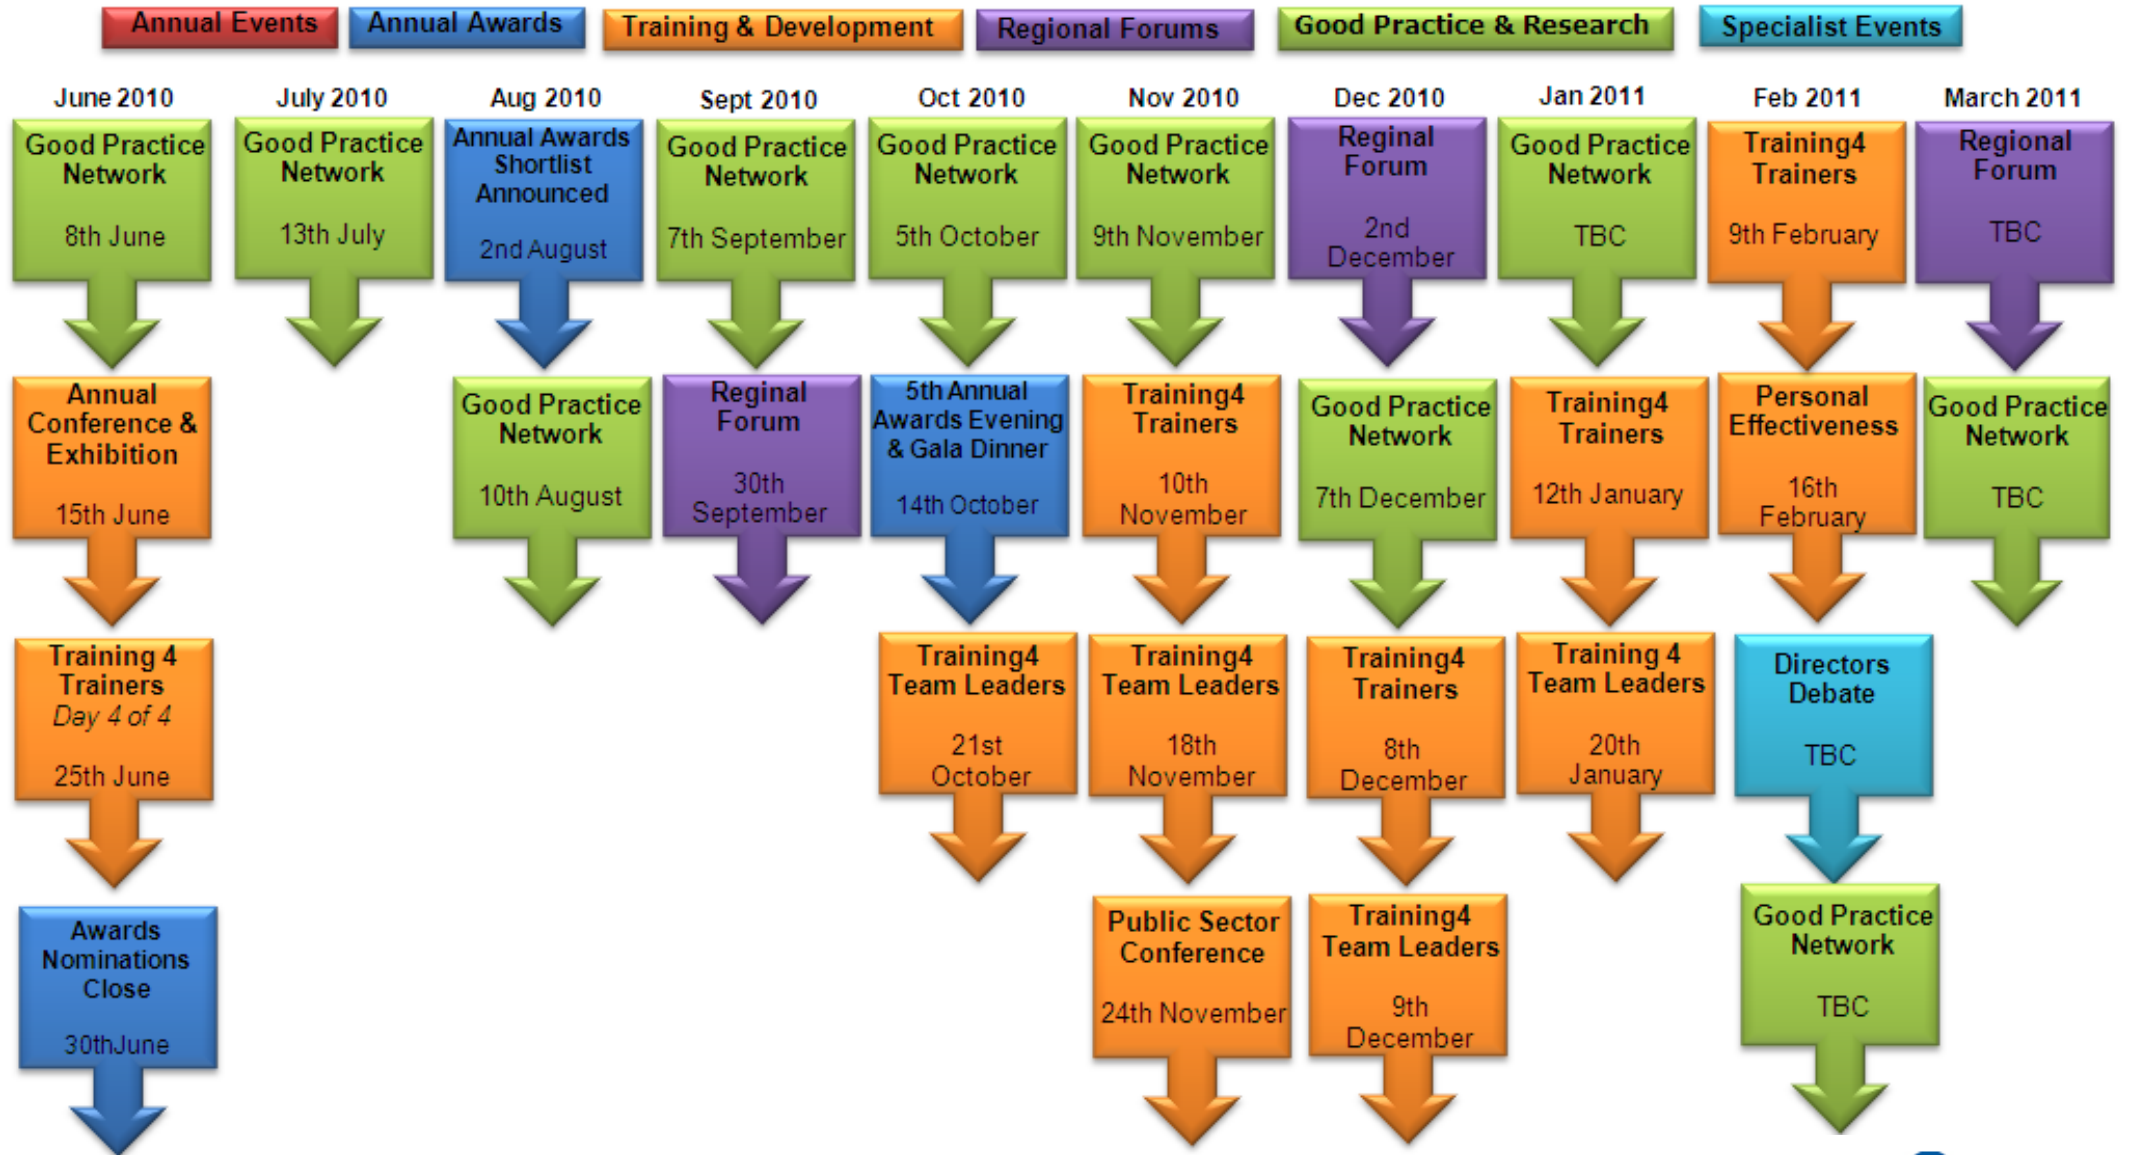 Annual Events
Annual Awards
Training & Development
Regional Forums
Good Practice & Research
Specialist Events
June 2010
July 2010
Aug 2010
Sept 2010
Oct 2010
Nov 2010
Dec 2010
Jan 2011
Feb 2011
March 2011
Good Practice
Network
8th June
Good Practice
Network
13th July
Annual Awards
Shortlist
Announced
2nd August
Good Practice
Network
7th September
Good Practice
Network
5th October
Good Practice
Network
9th November
Reginal
Forum
2nd
December
Good Practice
Network
TBC
Training4
Trainers
9th February
Regional
Forum
TBC
Annual
Conference &
Exhibition
15th June
Good Practice
Network
10th August
Reginal
Forum
30th
September
5th Annual
Awards Evening
& Gala Dinner
14th October
Training4
Trainers
10th
November
Good Practice
Network
7th December
Training4
Trainers
12th January
Personal
Effectiveness
16th
February
Good Practice
Network
TBC
Training 4
Trainers
Day 4 of 4
25th June
Training4
Team Leaders
21st
October
Training4
Team Leaders
18th
November
Training4
Trainers
8th
December
Training 4
Team Leaders
20th
January
Directors
Debate
TBC
Awards
Nominations
Close
30thJune
Public Sector
Conference
24th November
Training4
Team Leaders
9th
December
Good Practice
Network
TBC